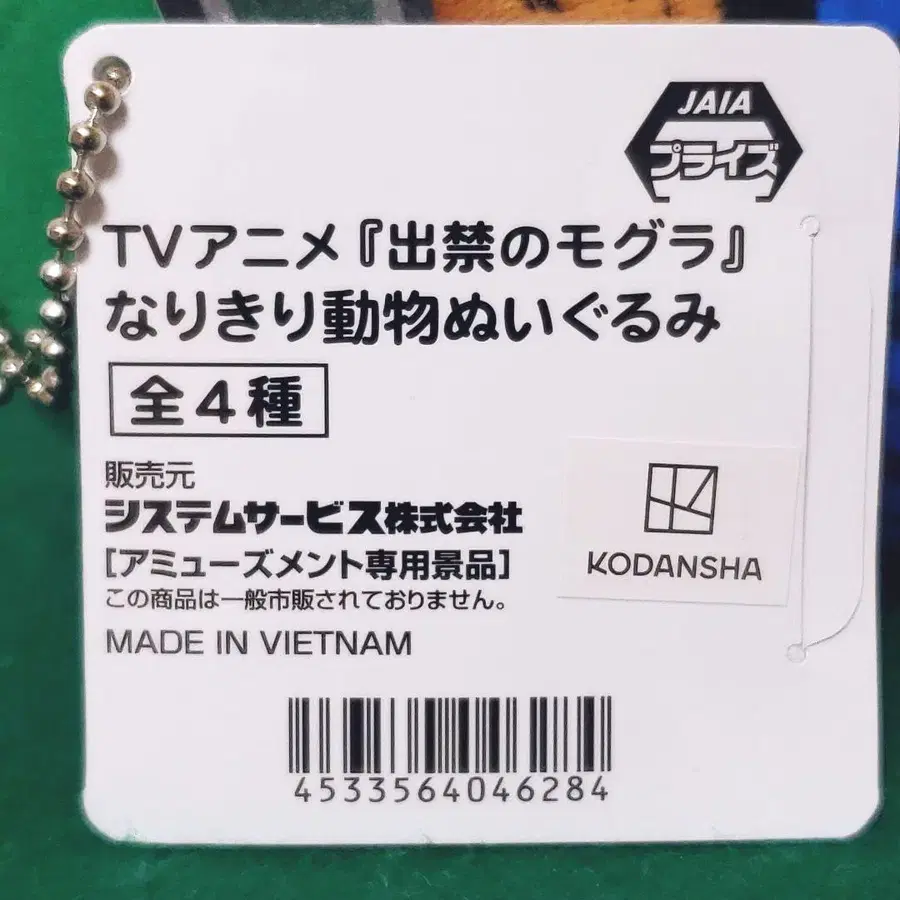 JAIA
プライズ
TVアニメ『出禁のモグラ』
なりきり動物ぬいぐるみ
全4種
販売元
システムサービス株式会社
[アミューズメント専用景品]
この商品は一般市販されておりません。
MADE IN VIETNAM
KODANSHA
4533564046284